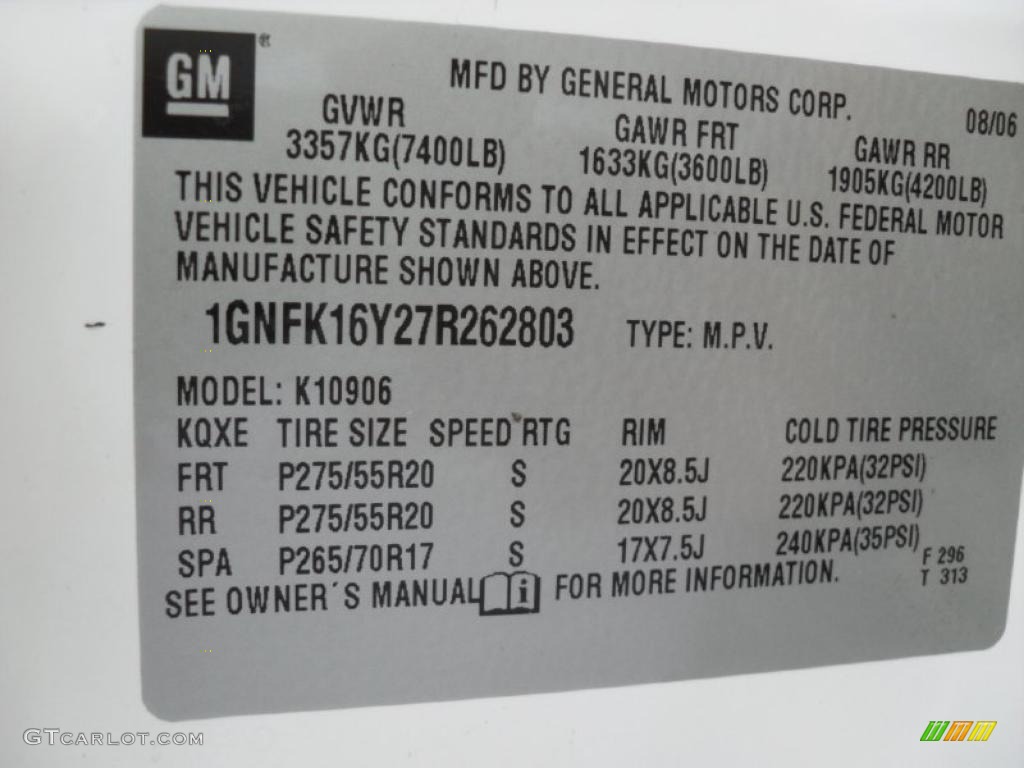 GM ®
MFD BY GENERAL MOTORS CORP.
08/06
GVWR GAWR FRT GAWR RR
3357KG(7400LB) 1633KG(3600LB) 1905KG(4200LB)
THIS VEHICLE CONFORMS TO ALL APPLICABLE U.S. FEDERAL MOTOR
VEHICLE SAFETY STANDARDS IN EFFECT ON THE DATE OF
MANUFACTURE SHOWN ABOVE.
1GNFK16Y27R262803 TYPE: M.P.V.
MODEL: K10906
KQXE TIRE SIZE SPEED RTG RIM COLD TIRE PRESSURE
FRT P275/55R20 S 20X8.5J 220KPA(32PSI)
RR P275/55R20 S 20X8.5J 220KPA(32PSI)
SPA P265/70R17 S 17X7.5J 240KPA(35PSI)
F 296
T 313
SEE OWNER´S MANUAL i FOR MORE INFORMATION.
GTCARLOT.COM